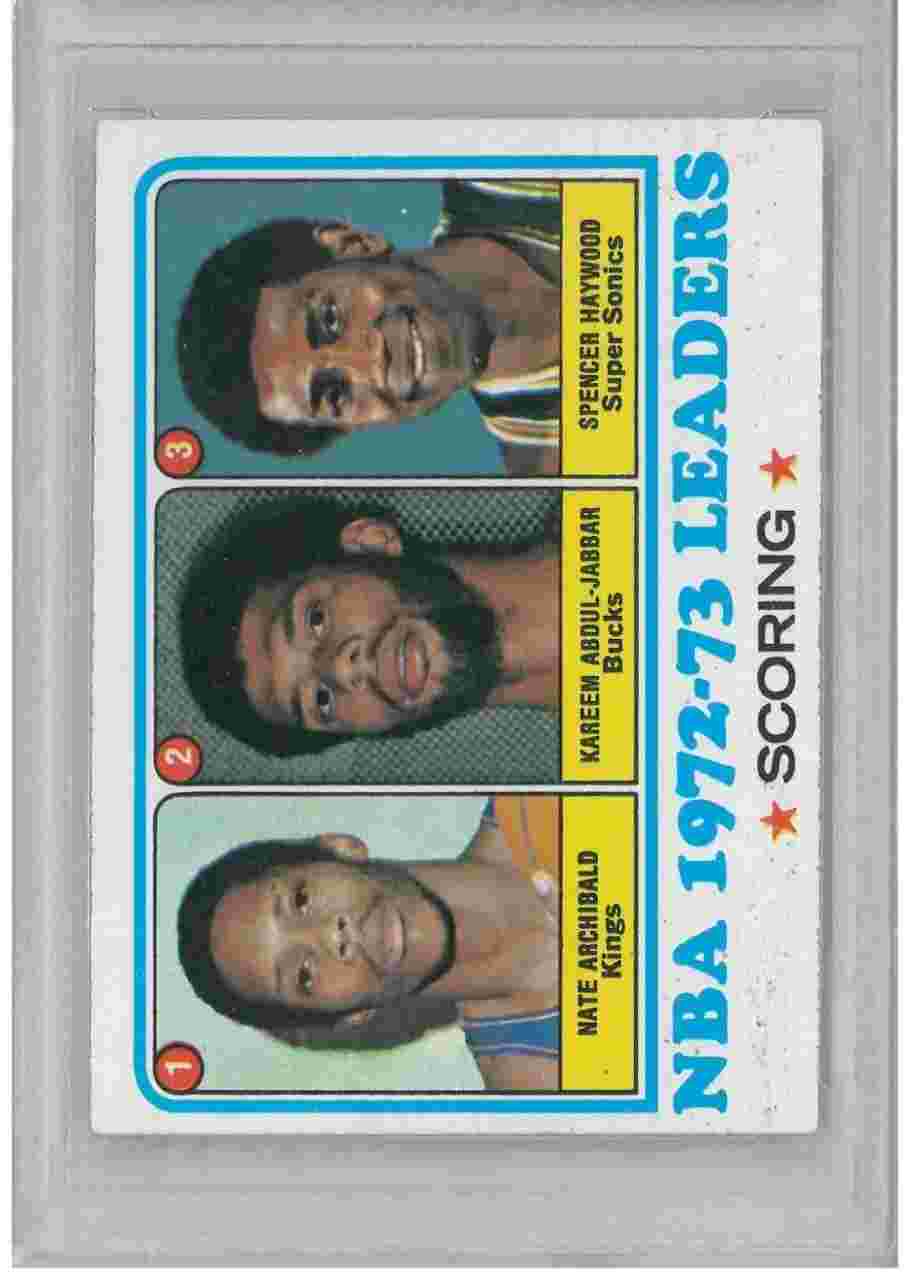 1
NATE ARCHIBALD
Kings
2
KAREEM ABDUL-JABBAR
Bucks
3
SPENCER HAYWOOD
Super Sonics
NBA 1972-73 LEADERS
★ SCORING ★